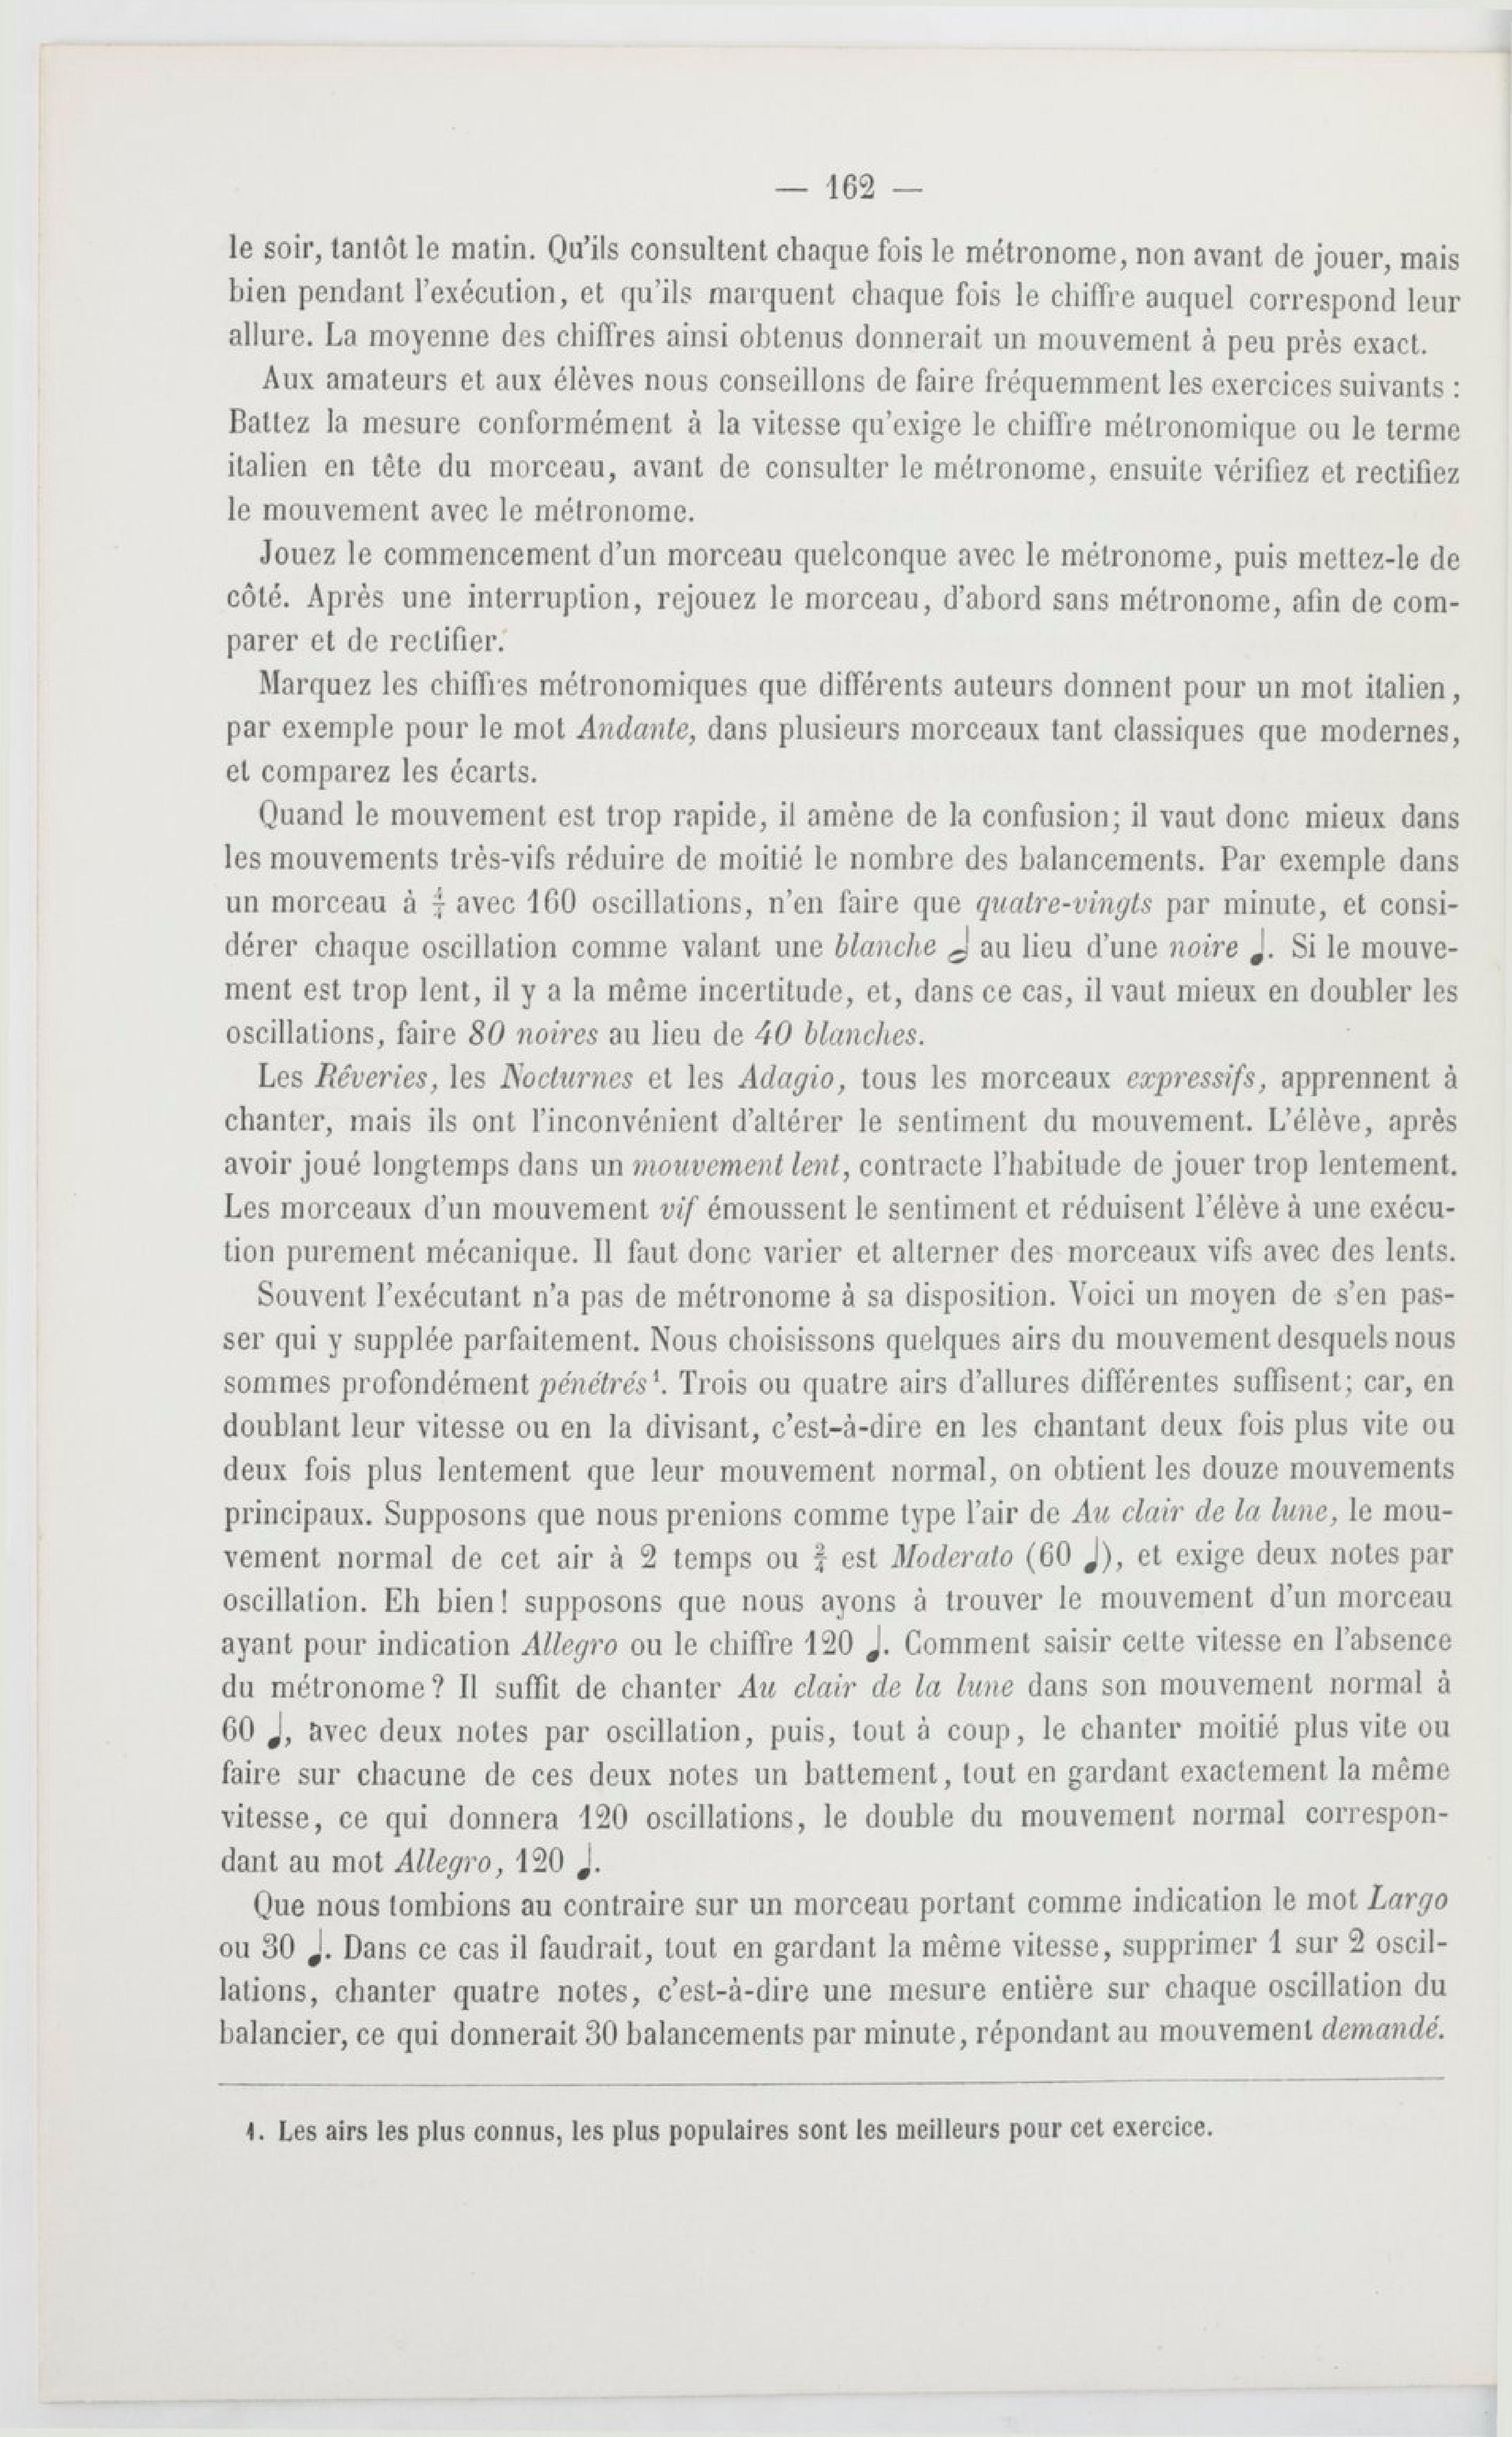 — 162 —
le soir, tantôt le matin. Qu'ils consultent chaque fois le métronome, non avant de jouer, mais
bien pendant l'exécution, et qu'ils marquent chaque fois le chiffre auquel correspond leur
allure. La moyenne des chiffres ainsi obtenus donnerait un mouvement à peu près exact.
Aux amateurs et aux élèves nous conseillons de faire fréquemment les exercices suivants :
Battez la mesure conformément à la vitesse qu'exige le chiffre métronomique ou le terme
italien en tête du morceau, avant de consulter le métronome, ensuite vérifiez et rectifiez
le mouvement avec le métronome.
Jouez le commencement d'un morceau quelconque avec le métronome, puis mettez-le de
côté. Après une interruption, rejouez le morceau, d'abord sans métronome, afin de com-
parer et de rectifier.
Marquez les chiffres métronomiques que différents auteurs donnent pour un mot italien,
par exemple pour le mot Andante, dans plusieurs morceaux tant classiques que modernes,
et comparez les écarts.
Quand le mouvement est trop rapide, il amène de la confusion; il vaut donc mieux dans
les mouvements très-vifs réduire de moitié le nombre des balancements. Par exemple dans
un morceau à 4/4 avec 160 oscillations, n'en faire que quatre-vingts par minute, et consi-
dérer chaque oscillation comme valant une blanche 𝅗𝅥 au lieu d'une noire ♩. Si le mouve-
ment est trop lent, il y a la même incertitude, et, dans ce cas, il vaut mieux en doubler les
oscillations, faire 80 noires au lieu de 40 blanches.
Les Rêveries, les Nocturnes et les Adagio, tous les morceaux expressifs, apprennent à
chanter, mais ils ont l'inconvénient d'altérer le sentiment du mouvement. L'élève, après
avoir joué longtemps dans un mouvement lent, contracte l'habitude de jouer trop lentement.
Les morceaux d'un mouvement vif émoussent le sentiment et réduisent l'élève à une exécu-
tion purement mécanique. Il faut donc varier et alterner des morceaux vifs avec des lents.
Souvent l'exécutant n'a pas de métronome à sa disposition. Voici un moyen de s'en pas-
ser qui y supplée parfaitement. Nous choisissons quelques airs du mouvement desquels nous
sommes profondément pénétrés¹. Trois ou quatre airs d'allures différentes suffisent; car, en
doublant leur vitesse ou en la divisant, c'est-à-dire en les chantant deux fois plus vite ou
deux fois plus lentement que leur mouvement normal, on obtient les douze mouvements
principaux. Supposons que nous prenions comme type l'air de Au clair de la lune, le mou-
vement normal de cet air à 2 temps ou 2/4 est Moderato (60 ♩), et exige deux notes par
oscillation. Eh bien! supposons que nous ayons à trouver le mouvement d'un morceau
ayant pour indication Allegro ou le chiffre 120 ♩. Comment saisir cette vitesse en l'absence
du métronome? Il suffit de chanter Au clair de la lune dans son mouvement normal à
60 ♩, avec deux notes par oscillation, puis, tout à coup, le chanter moitié plus vite ou
faire sur chacune de ces deux notes un battement, tout en gardant exactement la même
vitesse, ce qui donnera 120 oscillations, le double du mouvement normal correspon-
dant au mot Allegro, 120 ♩.
Que nous tombions au contraire sur un morceau portant comme indication le mot Largo
ou 30 ♩. Dans ce cas il faudrait, tout en gardant la même vitesse, supprimer 1 sur 2 oscil-
lations, chanter quatre notes, c'est-à-dire une mesure entière sur chaque oscillation du
balancier, ce qui donnerait 30 balancements par minute, répondant au mouvement demandé.
1. Les airs les plus connus, les plus populaires sont les meilleurs pour cet exercice.